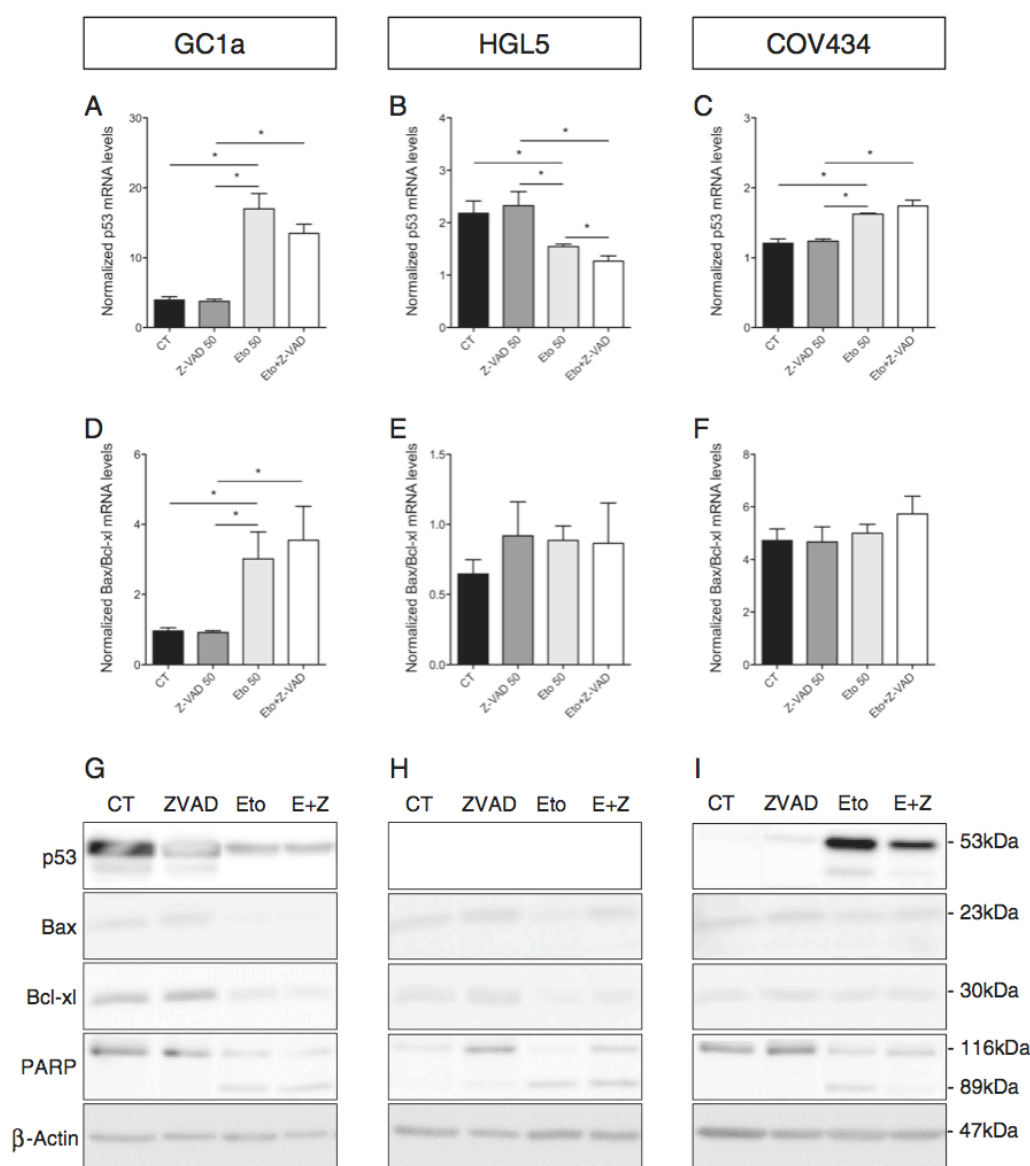 GC1a HGL5 COV434
A B C
Normalized p53 mRNA levels
30
20
10
0
CT Z-VAD 50 Eto 50 Eto+Z-VAD
* * *
Normalized p53 mRNA levels
4
3
2
1
0
CT Z-VAD 50 Eto 50 Eto+Z-VAD
* * * *
Normalized p53 mRNA levels
3
2
1
0
CT Z-VAD 50 Eto 50 Eto+Z-VAD
* * *
D E F
Normalized Bax/Bcl-xl mRNA levels
6
4
2
0
CT Z-VAD 50 Eto 50 Eto+Z-VAD
* * *
Normalized Bax/Bcl-xl mRNA levels
1.5
1.0
0.5
0.0
CT Z-VAD 50 Eto 50 Eto+Z-VAD
Normalized Bax/Bcl-xl mRNA levels
8
6
4
2
0
CT Z-VAD 50 Eto 50 Eto+Z-VAD
G H I
CT ZVAD Eto E+Z CT ZVAD Eto E+Z CT ZVAD Eto E+Z
p53 - 53kDa
Bax - 23kDa
Bcl-xl - 30kDa
PARP - 116kDa
- 89kDa
β-Actin - 47kDa